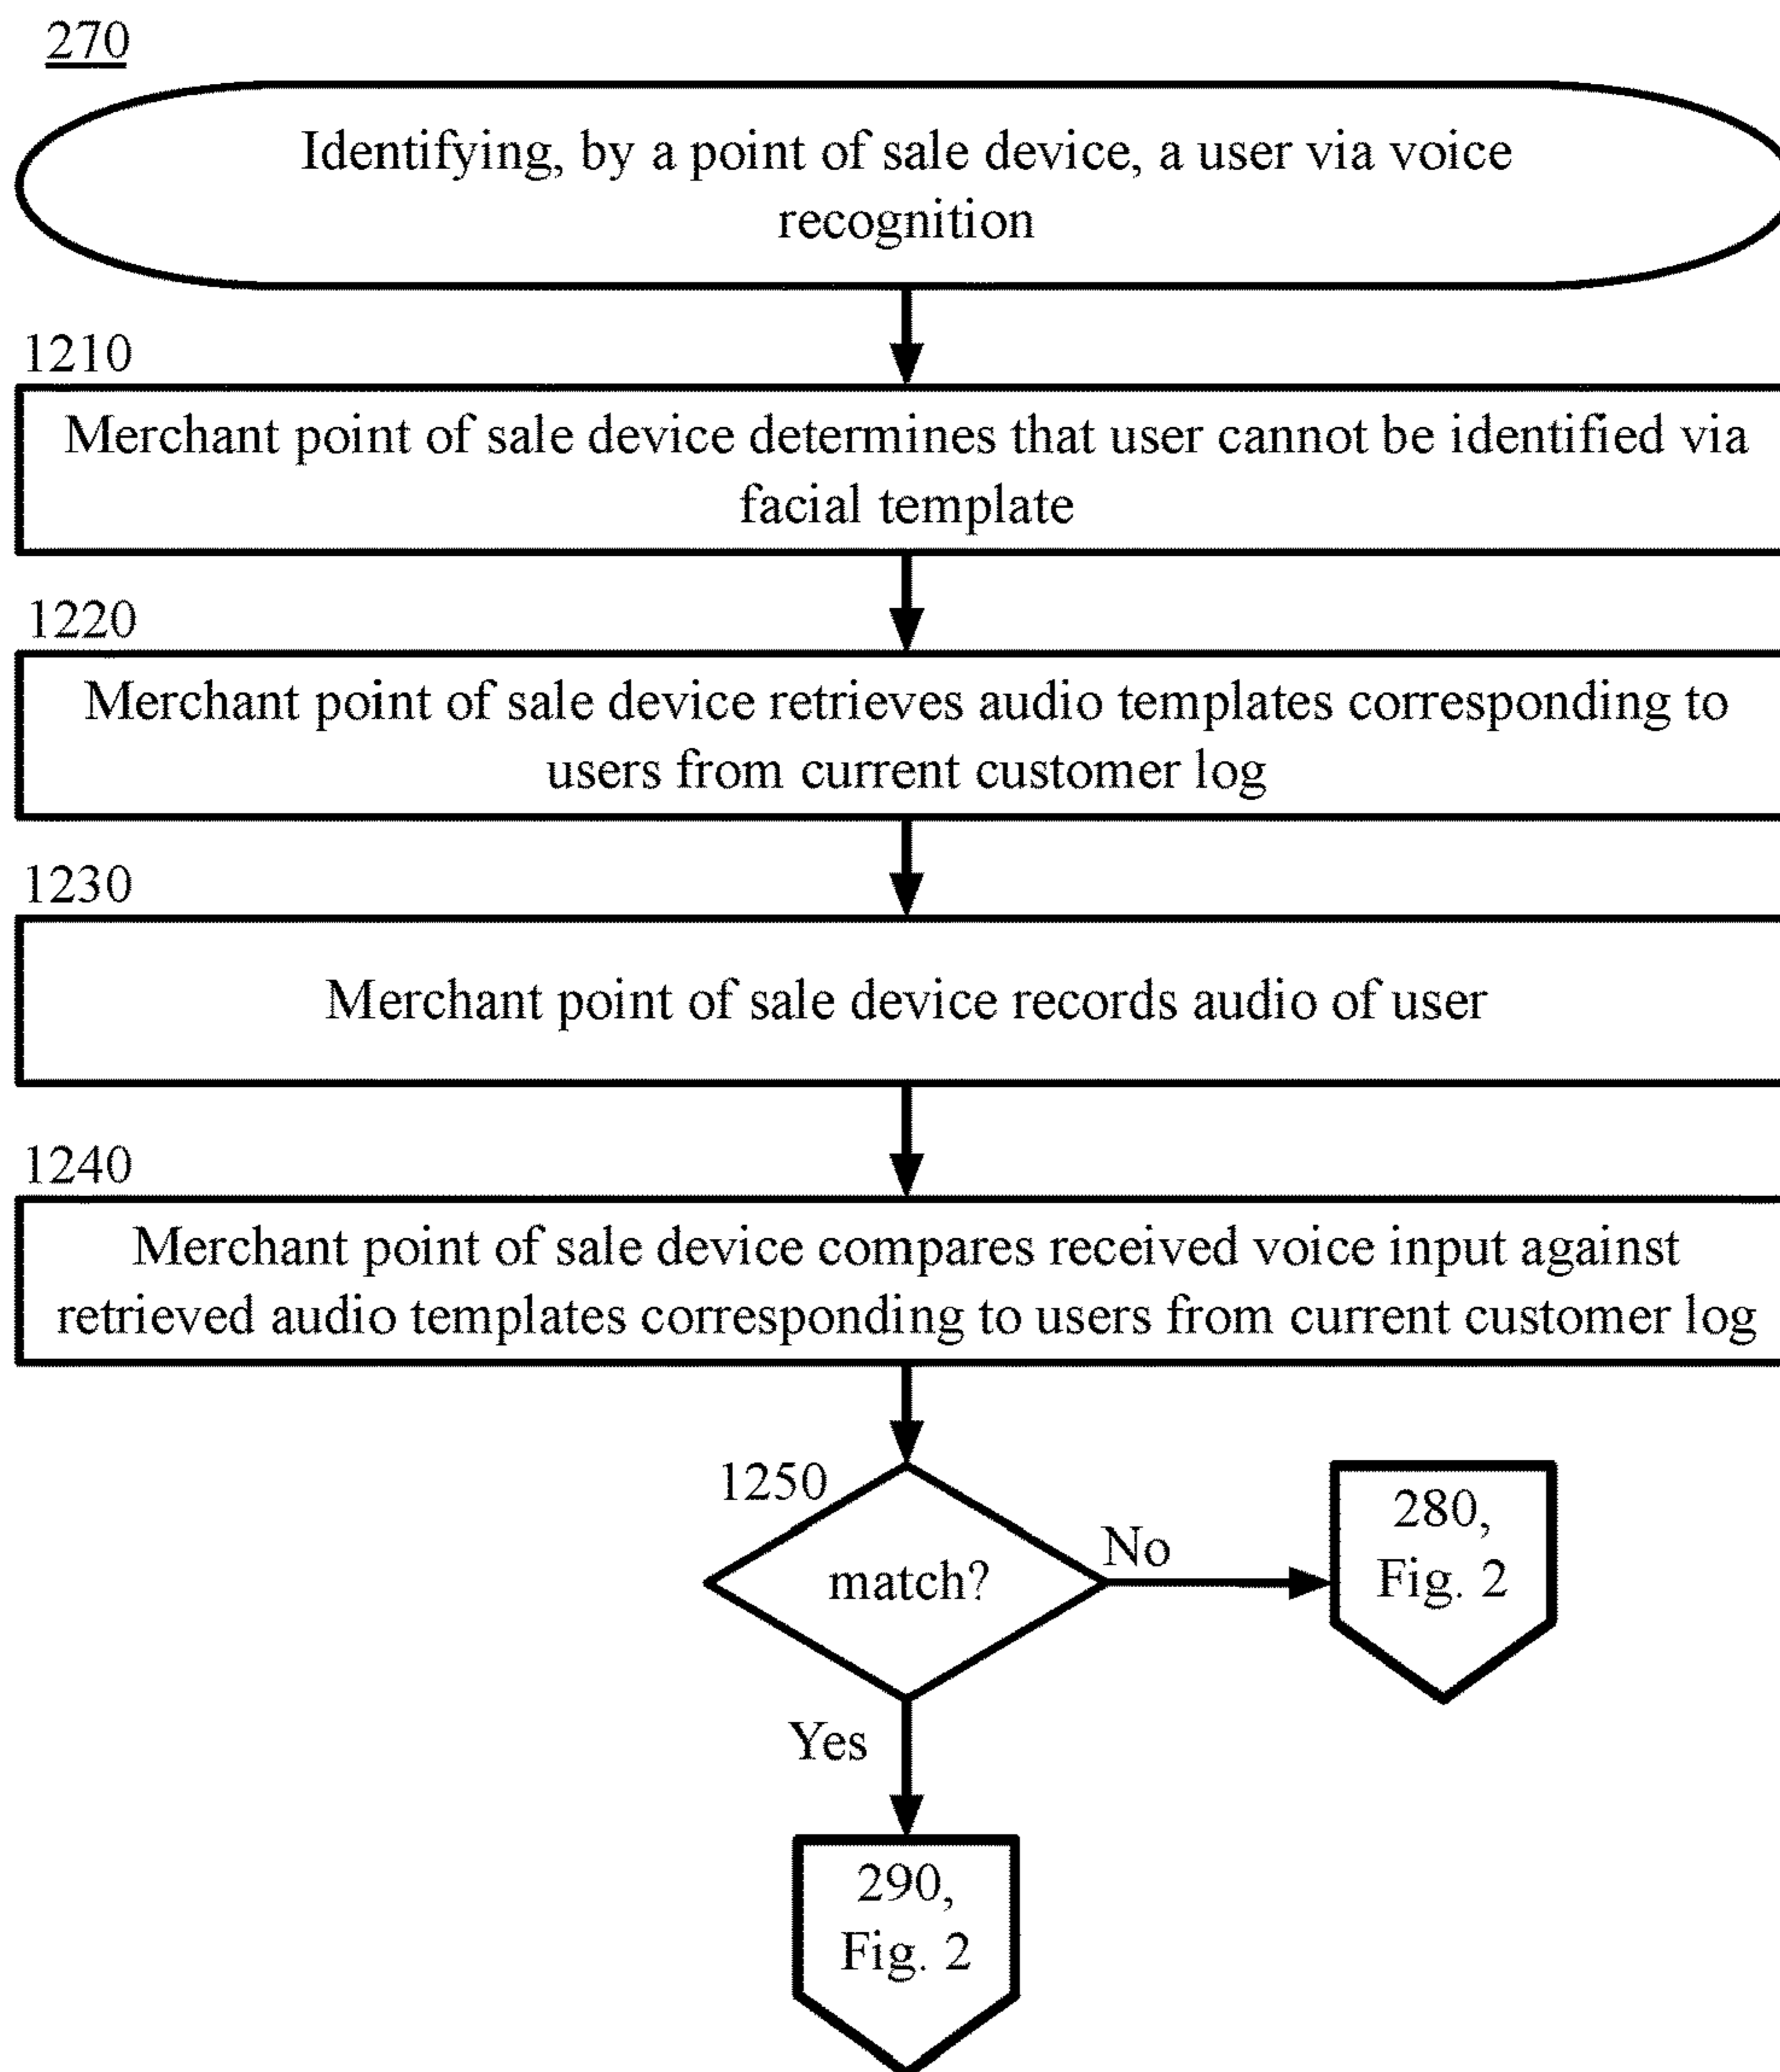 270
Identifying, by a point of sale device, a user via voice
recognition
1210
Merchant point of sale device determines that user cannot be identified via
facial template
1220
Merchant point of sale device retrieves audio templates corresponding to
users from current customer log
1230
Merchant point of sale device records audio of user
1240
Merchant point of sale device compares received voice input against
retrieved audio templates corresponding to users from current customer log
1250
match?
No
280,
Fig. 2
Yes
290,
Fig. 2